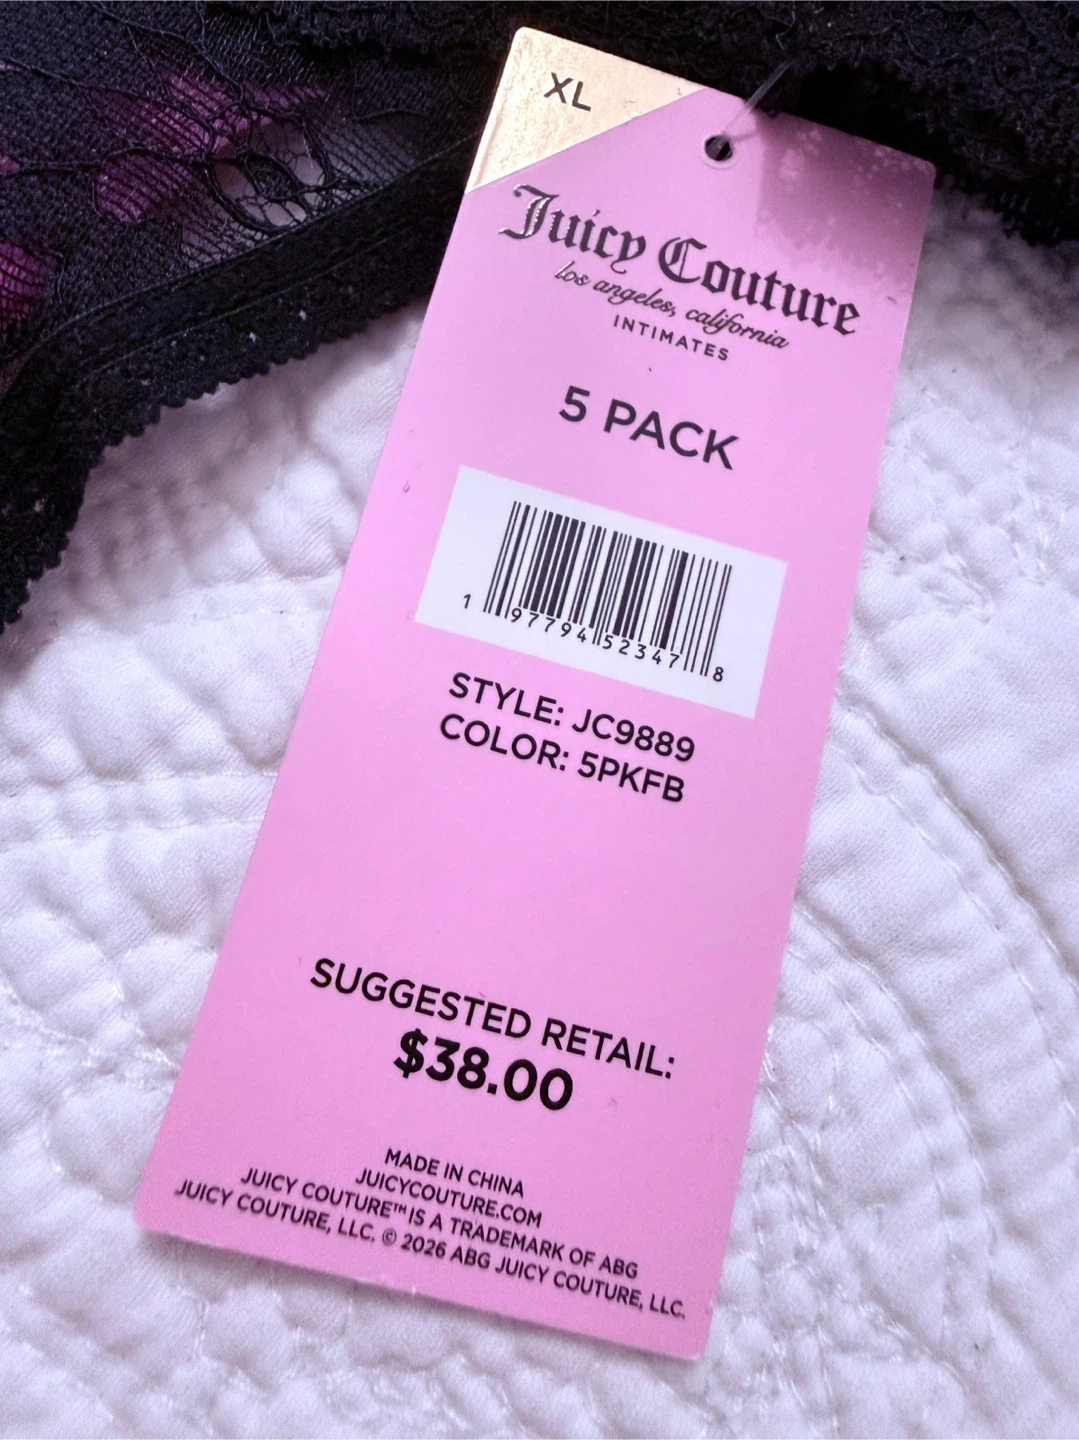 XL
Juicy Couture
los angeles, california
INTIMATES
5 PACK
1 97794 52347 8
STYLE: JC9889
COLOR: 5PKFB
SUGGESTED RETAIL:
$38.00
MADE IN CHINA
JUICYCOUTURE.COM
JUICY COUTURE™ IS A TRADEMARK OF ABG
JUICY COUTURE, LLC. © 2026 ABG JUICY COUTURE, LLC.